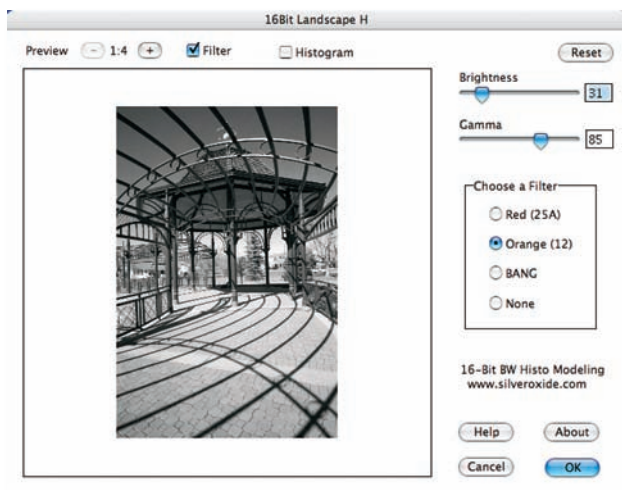 16Bit Landscape H
Preview - 1:4 + Filter Histogram Reset
Brightness
31
Gamma
85
Choose a Filter
Red (25A)
Orange (12)
BANG
None
16-Bit BW Histo Modeling
www.silveroxide.com
Help About
Cancel OK